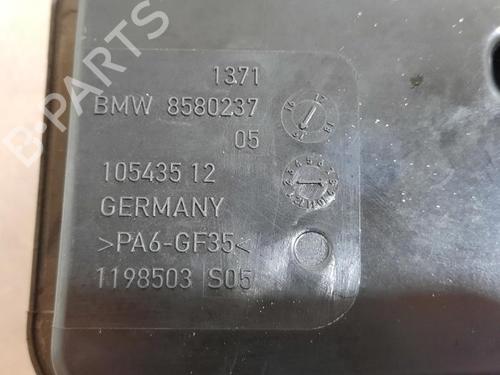 B-PARTS
1371
BMW 8580237
05
105435 12
GERMANY
>PA6-GF35<
1198503 S05